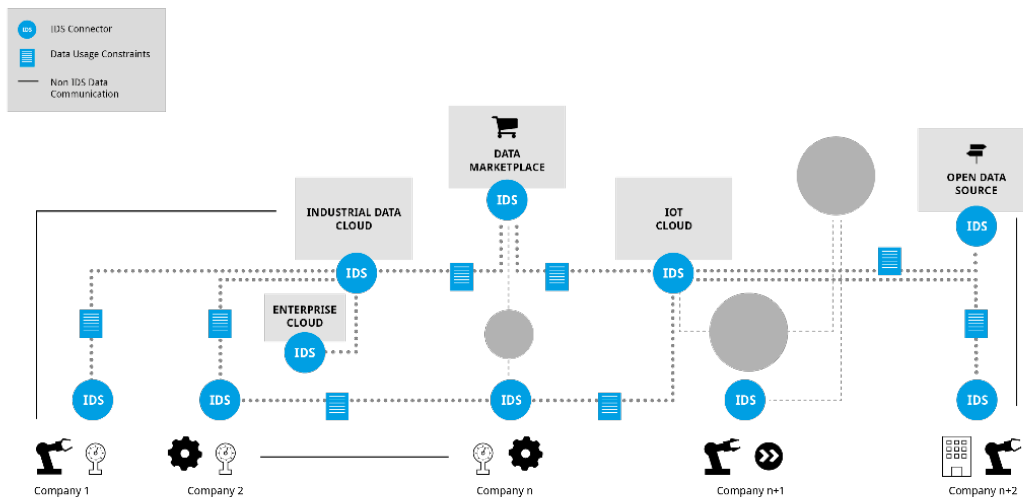 IDS
IDS Connector
Data Usage Constraints
Non IDS Data
Communication
DATA
MARKETPLACE
IDS
OPEN DATA
SOURCE
IDS
INDUSTRIAL DATA
CLOUD
IDS
IOT
CLOUD
IDS
ENTERPRISE
CLOUD
IDS
IDS
IDS
IDS
IDS
IDS
Company 1
Company 2
Company n
Company n+1
Company n+2